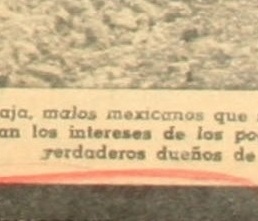 aja, malos mexicanos que
an los intereses de los po
verdaderos dueños de